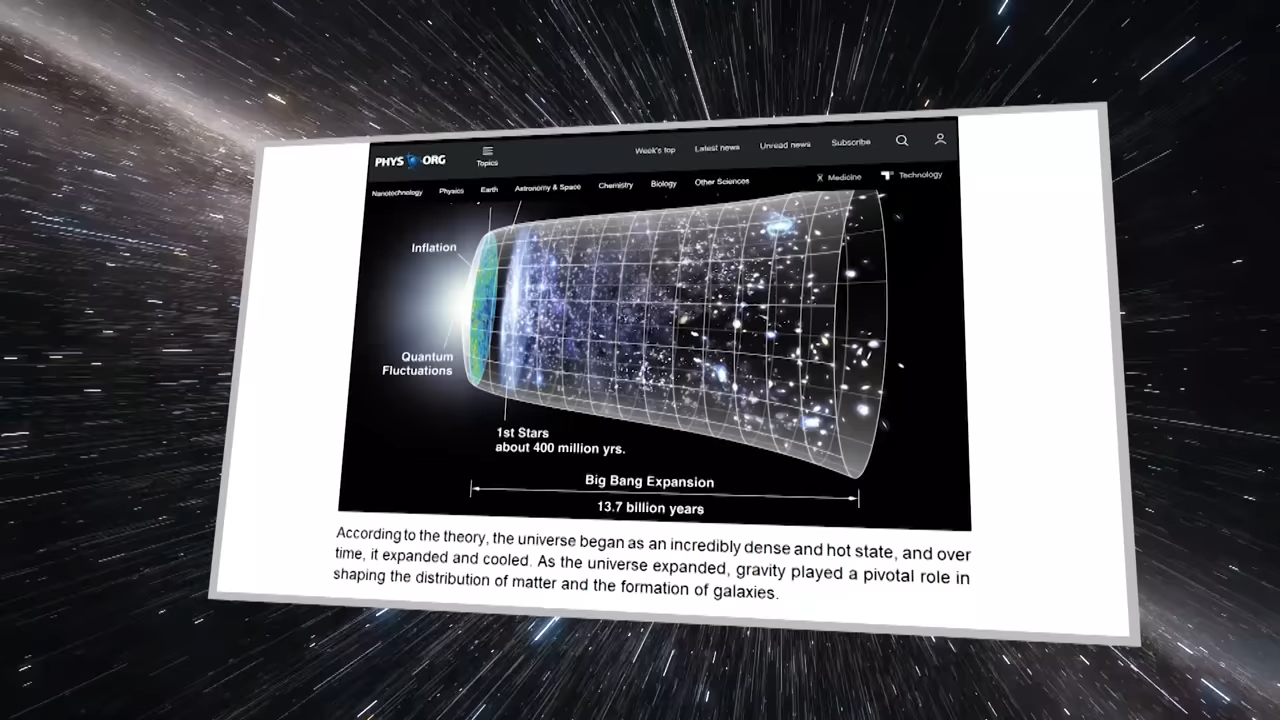 PHYS ORG
Topics
Week's top Latest news Unread news Subscribe
Nanotechnology Physics Earth Astronomy & Space Chemistry Biology Other Sciences Medicine Technology
Inflation
Quantum
Fluctuations
1st Stars
about 400 million yrs.
Big Bang Expansion
13.7 billion years
According to the theory, the universe began as an incredibly dense and hot state, and over
time, it expanded and cooled. As the universe expanded, gravity played a pivotal role in
shaping the distribution of matter and the formation of galaxies.